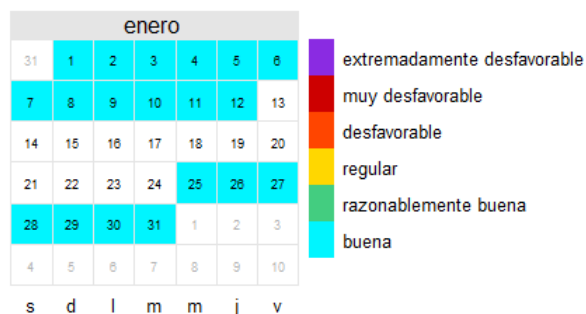 enero
31 1 2 3 4 5 6
7 8 9 10 11 12 13
14 15 16 17 18 19 20
21 22 23 24 25 26 27
28 29 30 31 1 2 3
4 5 6 7 8 9 10
s d l m m j v
extremadamente desfavorable
muy desfavorable
desfavorable
regular
razonablemente buena
buena